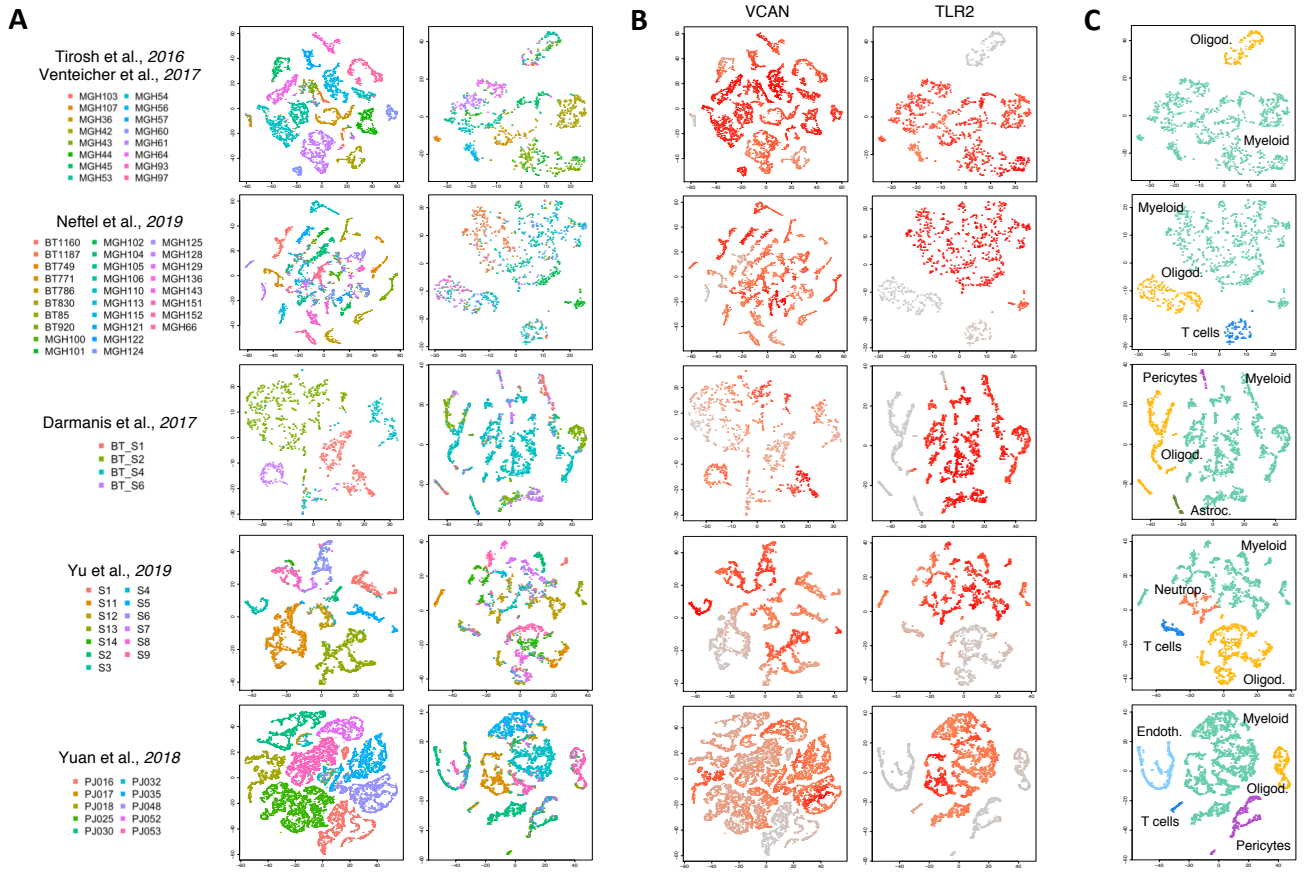 A
B
VCAN
TLR2
C
Tirosh et al., 2016
Venteicher et al., 2017
MGH103 MGH54
MGH107 MGH56
MGH36 MGH57
MGH42 MGH60
MGH43 MGH61
MGH44 MGH64
MGH45 MGH93
MGH53 MGH97
Oligod.
Myeloid
Neftel et al., 2019
BT1160 MGH102 MGH125
BT1187 MGH104 MGH128
BT749 MGH105 MGH129
BT771 MGH106 MGH136
BT786 MGH110 MGH143
BT830 MGH113 MGH151
BT85 MGH115 MGH152
BT920 MGH121 MGH66
MGH100 MGH122
MGH101 MGH124
Myeloid
Oligod.
T cells
Darmanis et al., 2017
BT_S1
BT_S2
BT_S4
BT_S6
Pericytes
Myeloid
Oligod.
Astroc.
Yu et al., 2019
S1 S4
S11 S5
S12 S6
S13 S7
S14 S8
S2 S9
S3
Myeloid
Neutrop.
T cells
Oligod.
Yuan et al., 2018
PJ016 PJ032
PJ017 PJ035
PJ018 PJ048
PJ025 PJ052
PJ030 PJ053
Myeloid
Endoth.
Oligod.
T cells
Pericytes